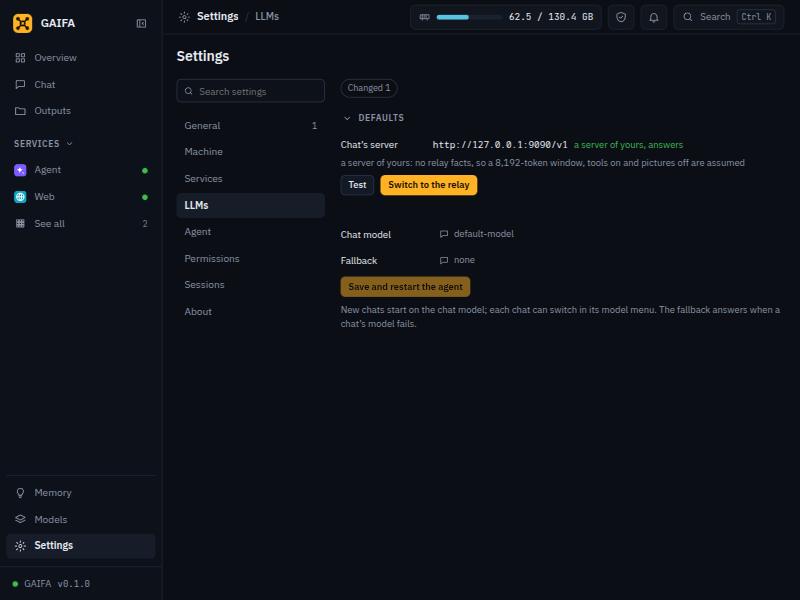 GAIFA
Settings / LLMs
62.5 / 130.4 GB
Search Ctrl K
Overview
Chat
Outputs
SERVICES
Agent
Web
See all 2
Memory
Models
Settings
GAIFA v0.1.0
Settings
Search settings
General 1
Machine
Services
LLMs
Agent
Permissions
Sessions
About
Changed 1
DEFAULTS
Chat's server http://127.0.0.1:9090/v1 a server of yours, answers
a server of yours: no relay facts, so a 8,192-token window, tools on and pictures off are assumed
Test Switch to the relay
Chat model default-model
Fallback none
Save and restart the agent
New chats start on the chat model; each chat can switch in its model menu. The fallback answers when a
chat's model fails.